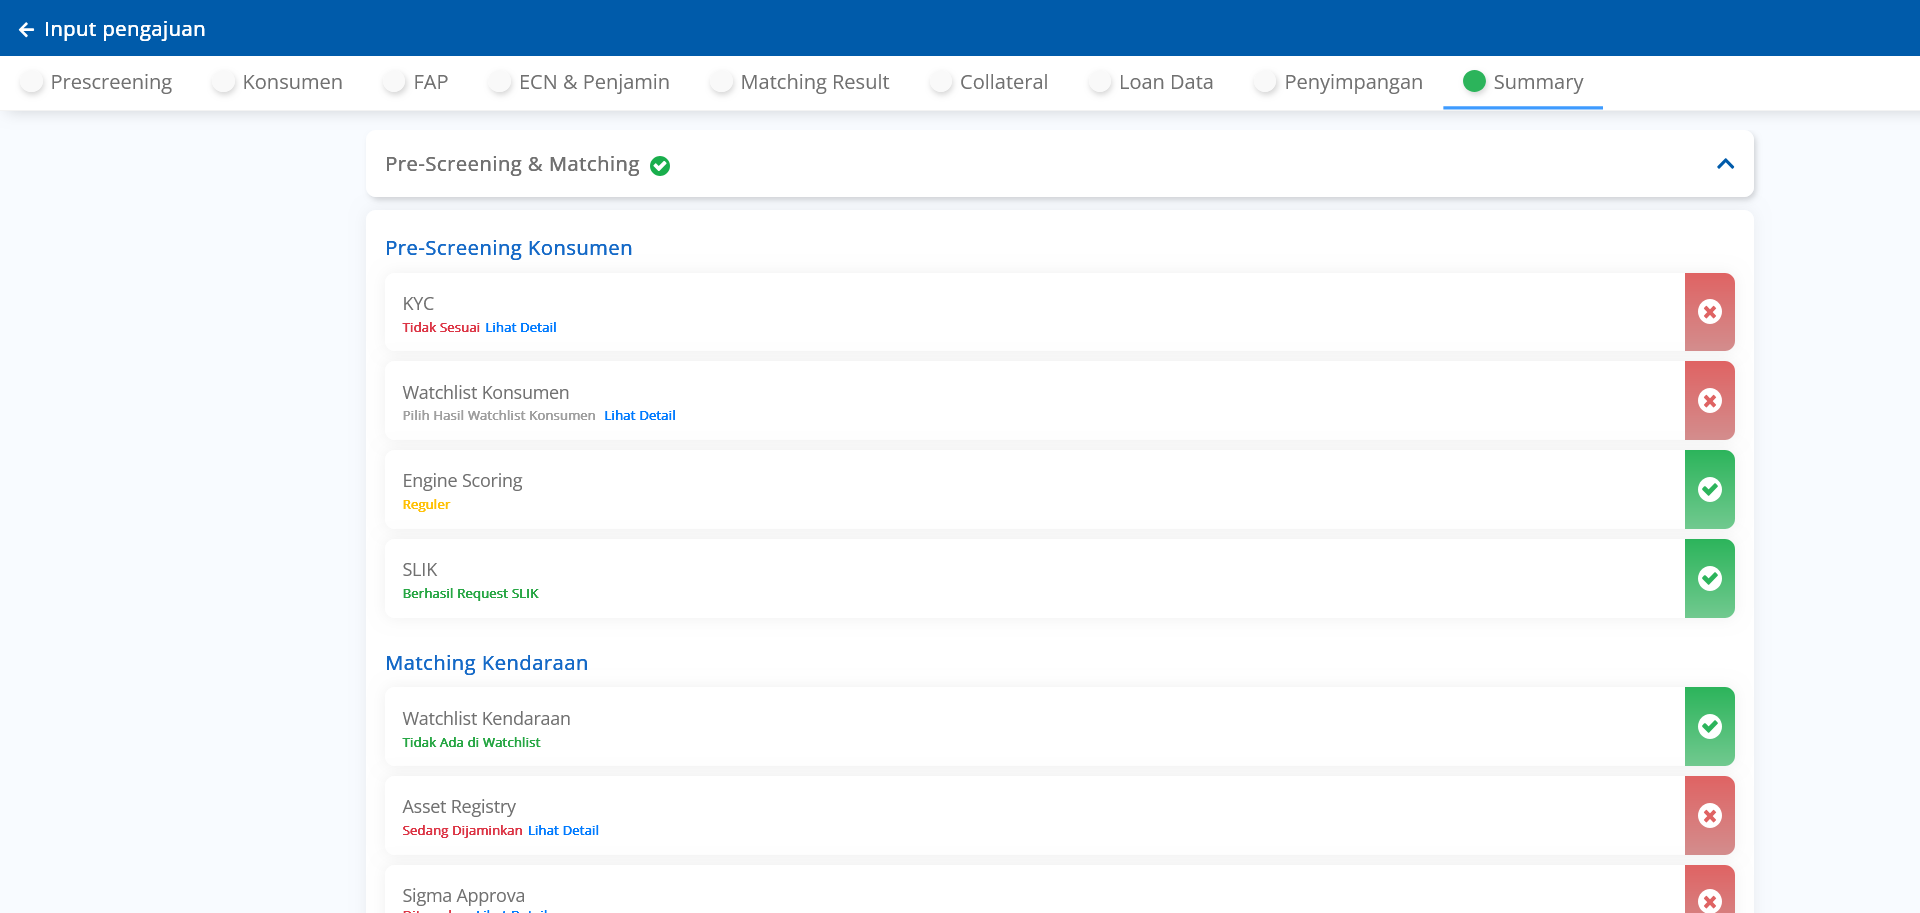 Input pengajuan
Prescreening Konsumen FAP ECN & Penjamin Matching Result Collateral Loan Data Penyimpangan Summary
Pre-Screening & Matching
Pre-Screening Konsumen
KYC
Tidak Sesuai Lihat Detail
Watchlist Konsumen
Pilih Hasil Watchlist Konsumen Lihat Detail
Engine Scoring
Reguler
SLIK
Berhasil Request SLIK
Matching Kendaraan
Watchlist Kendaraan
Tidak Ada di Watchlist
Asset Registry
Sedang Dijaminkan Lihat Detail
Sigma Approva
Lihat Detail